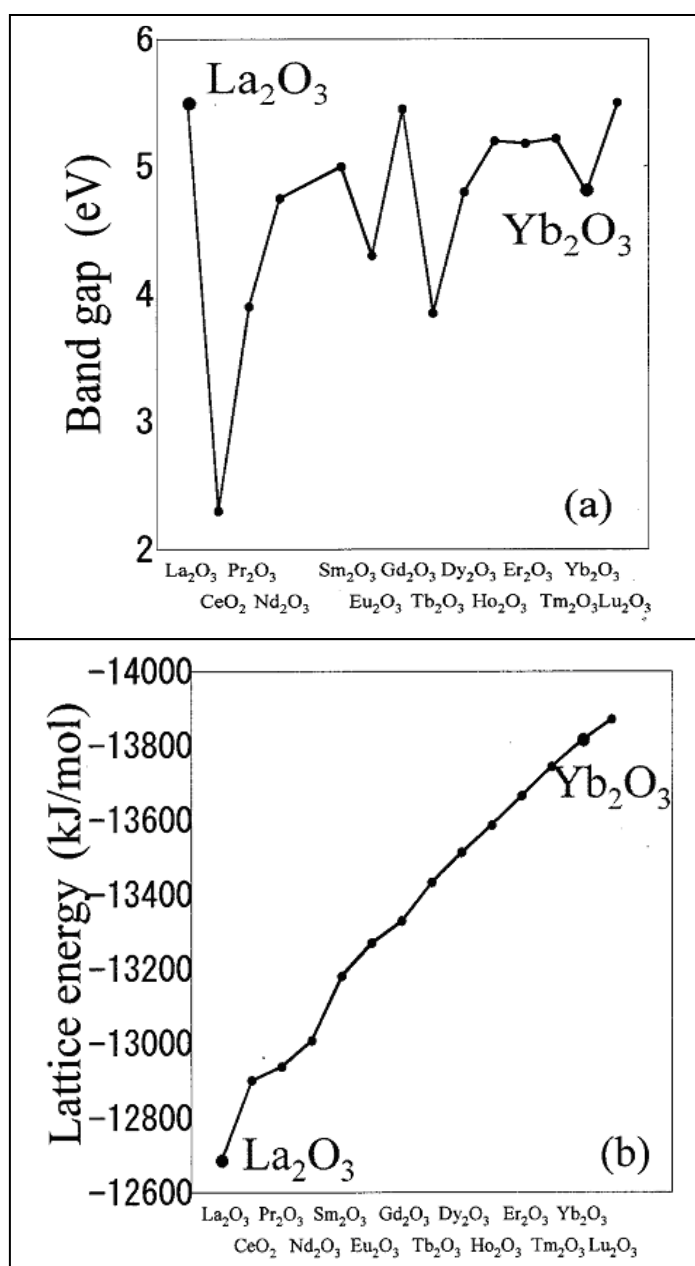 6
La₂O₃
5
Yb₂O₃
Band gap (eV)
4
3
(a)
2
La₂O₃ Pr₂O₃ Sm₂O₃ Gd₂O₃ Dy₂O₃ Er₂O₃ Yb₂O₃
CeO₂ Nd₂O₃ Eu₂O₃ Tb₂O₃ Ho₂O₃ Tm₂O₃ Lu₂O₃
-14000
-13800
Yb₂O₃
-13600
Lattice energy (kJ/mol)
-13400
-13200
-13000
-12800
La₂O₃
(b)
-12600
La₂O₃ Pr₂O₃ Sm₂O₃ Gd₂O₃ Dy₂O₃ Er₂O₃ Yb₂O₃
CeO₂ Nd₂O₃ Eu₂O₃ Tb₂O₃ Ho₂O₃ Tm₂O₃ Lu₂O₃